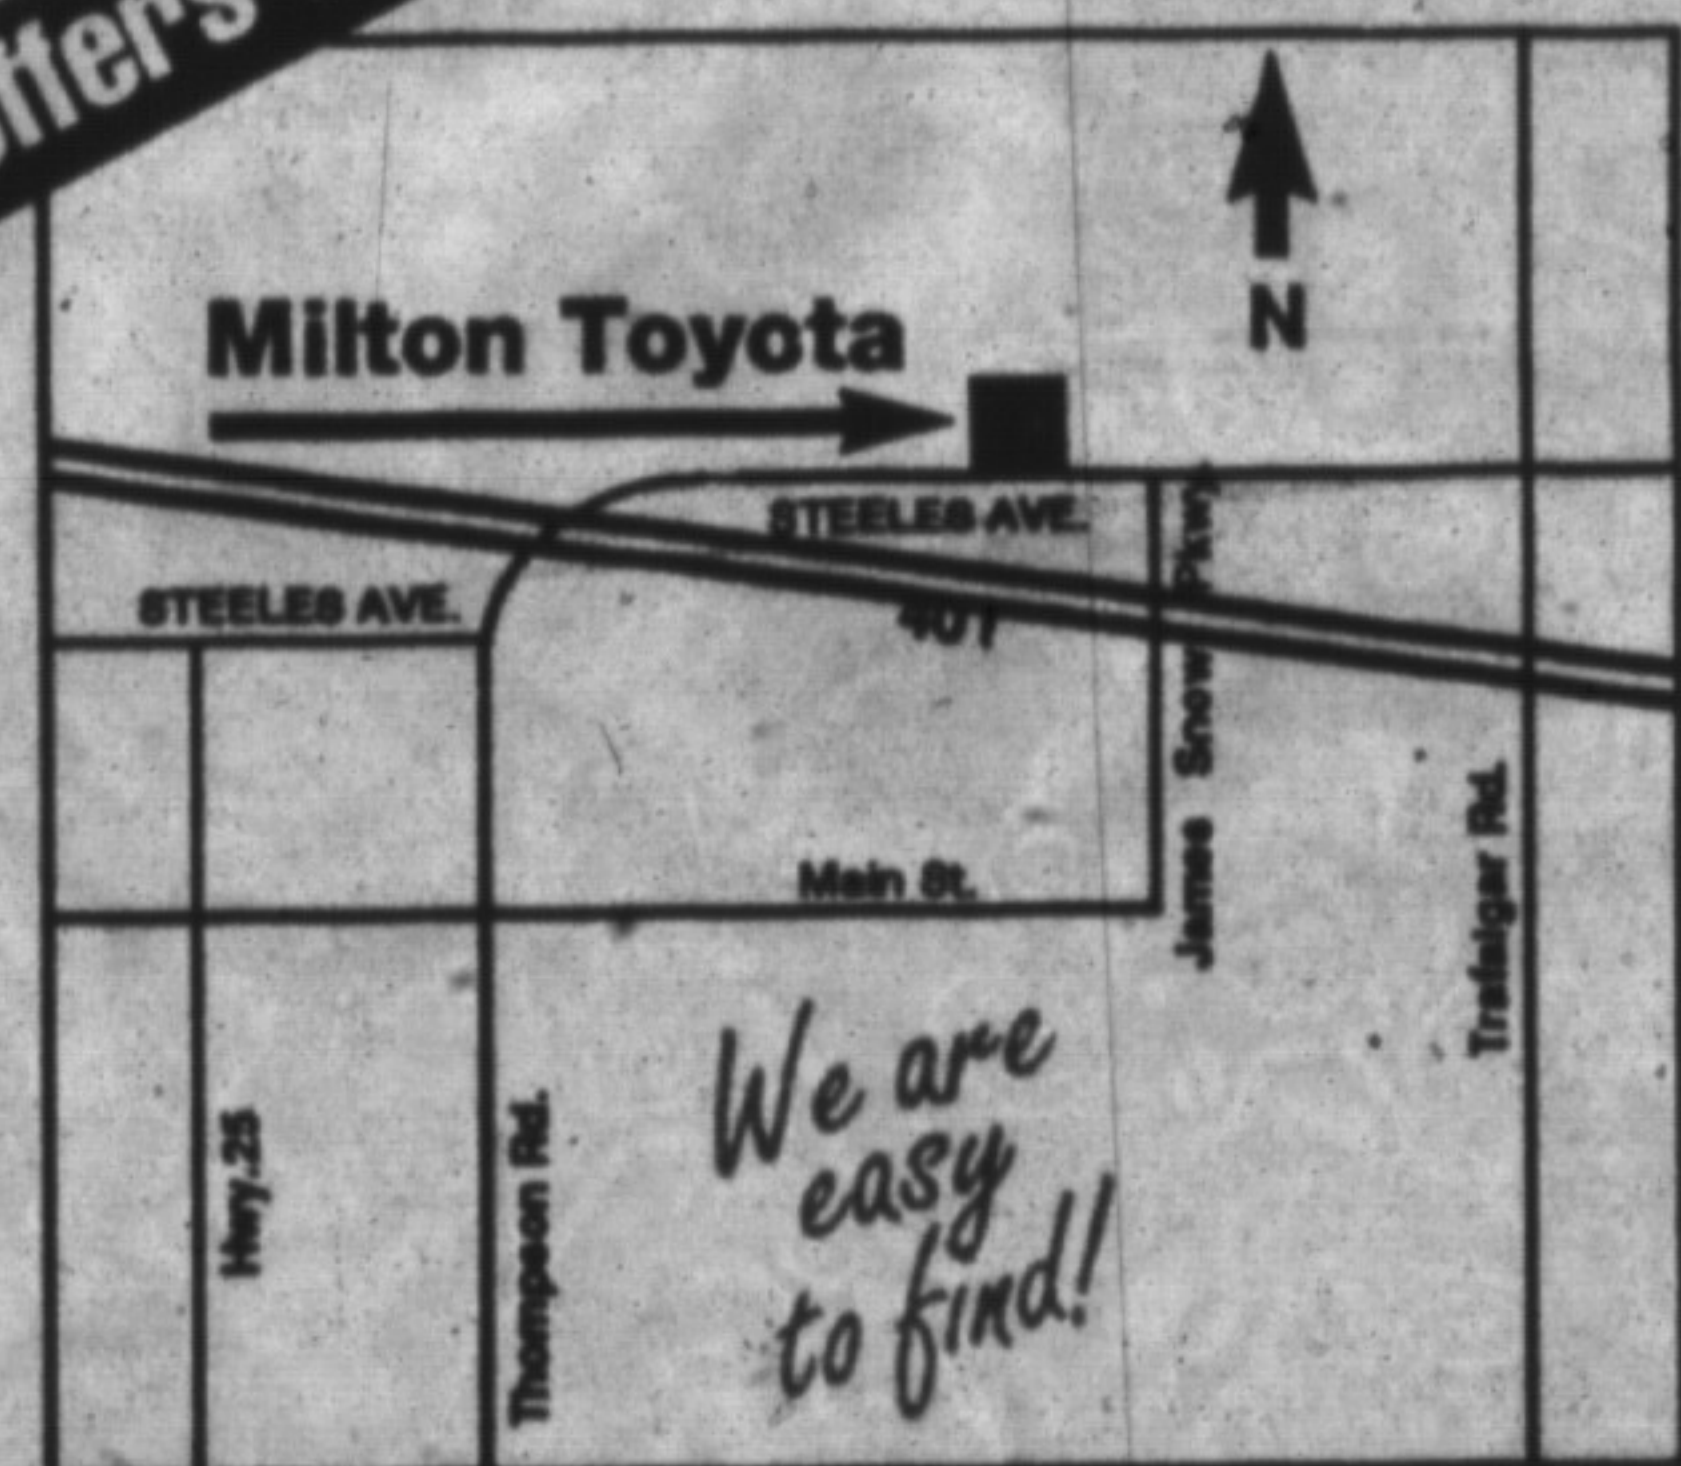 offers
N
Milton Toyota
STEELES AVE.
STEELES AVE.
401
James Snow Pkwy.
Main St.
Trafalgar Rd.
Hwy.25
Thompson Rd.
We are
easy
to find!